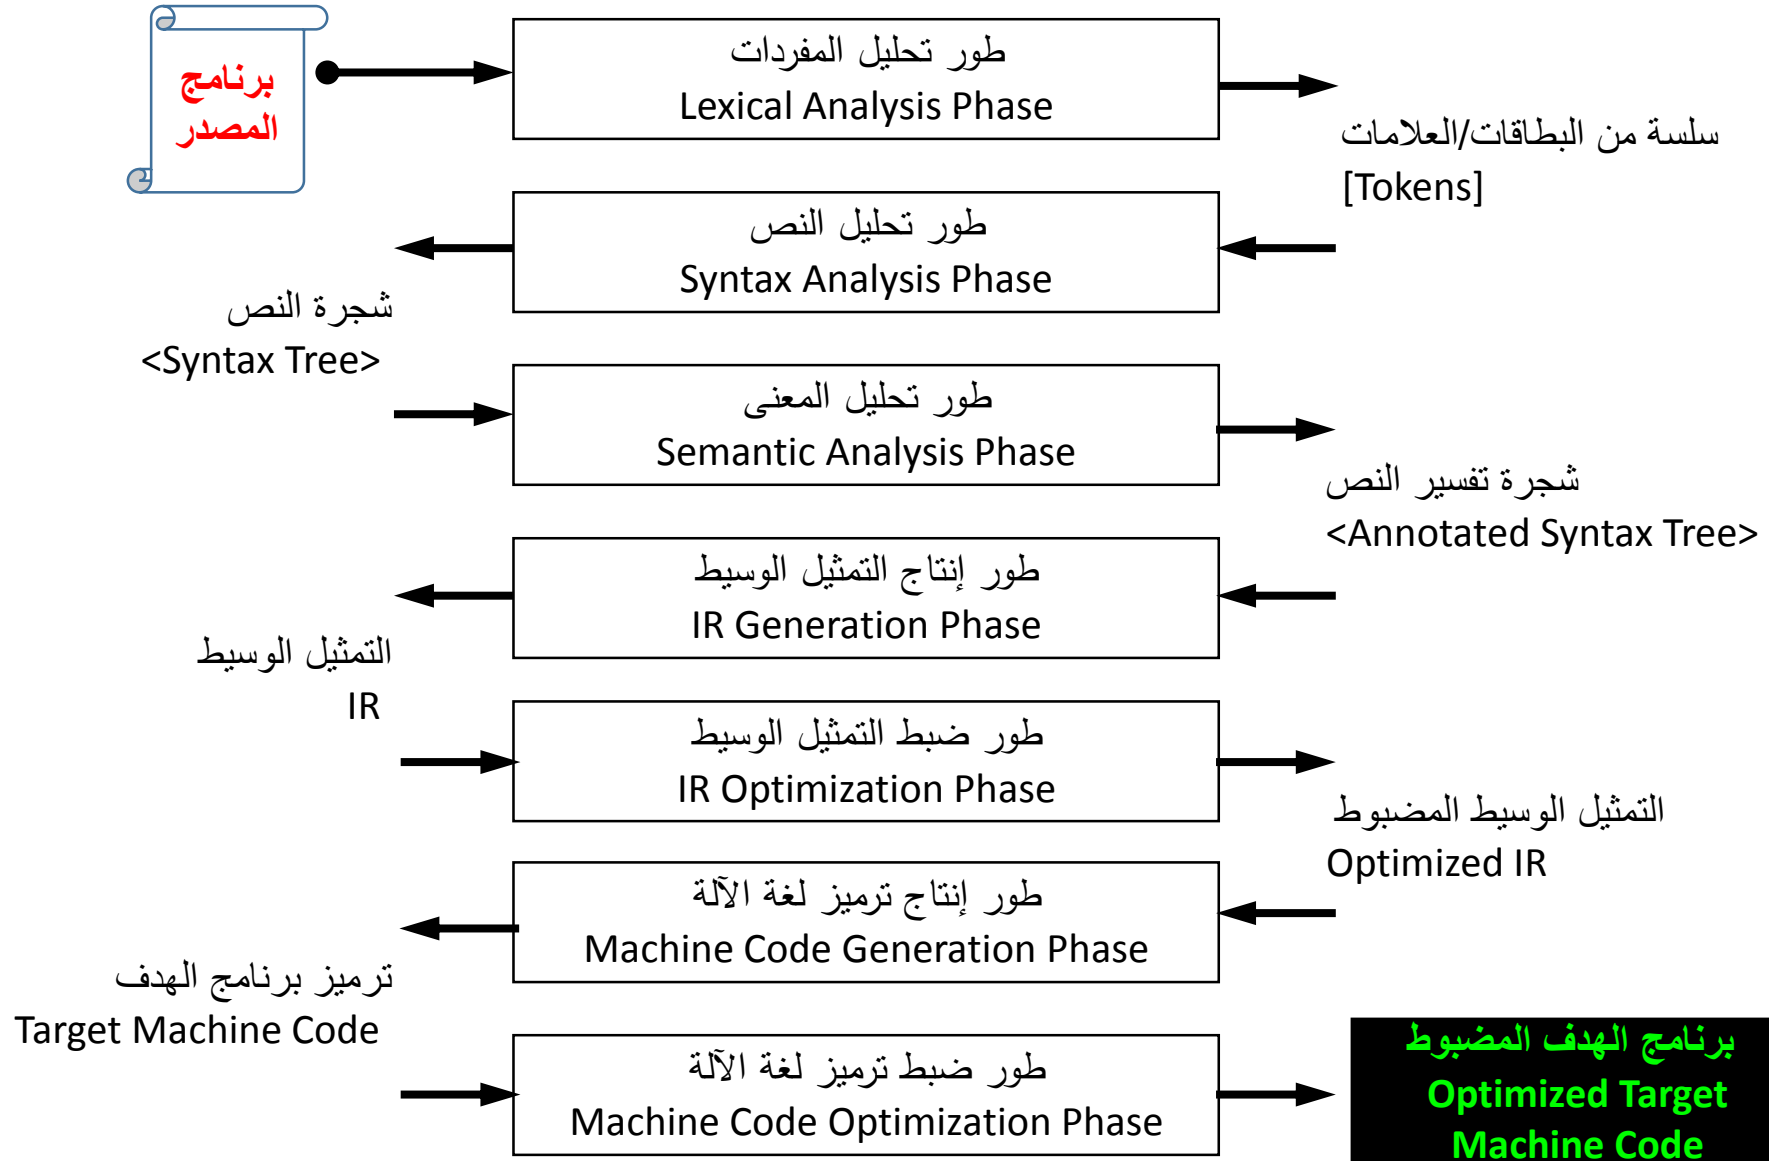 برنامج
المصدر
طور تحليل المفردات
Lexical Analysis Phase
سلسة من البطاقات/العلامات
[Tokens]
طور تحليل النص
Syntax Analysis Phase
شجرة النص
<Syntax Tree>
طور تحليل المعنى
Semantic Analysis Phase
شجرة تفسير النص
<Annotated Syntax Tree>
طور إنتاج التمثيل الوسيط
IR Generation Phase
التمثيل الوسيط
IR
طور ضبط التمثيل الوسيط
IR Optimization Phase
التمثيل الوسيط المضبوط
Optimized IR
طور إنتاج ترميز لغة الآلة
Machine Code Generation Phase
ترميز برنامج الهدف
Target Machine Code
طور ضبط ترميز لغة الآلة
Machine Code Optimization Phase
برنامج الهدف المضبوط
Optimized Target
Machine Code